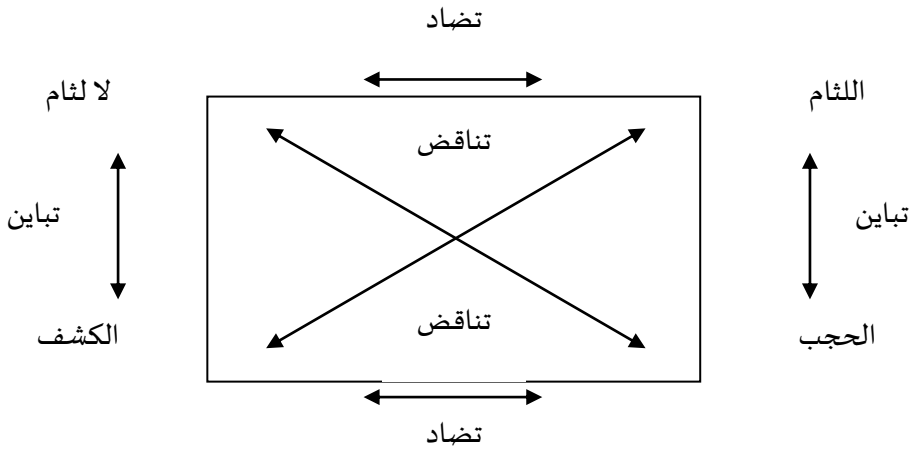 تضاد
اللثام
لا لثام
تناقض
تباين
تباين
تناقض
الحجب
الكشف
تضاد